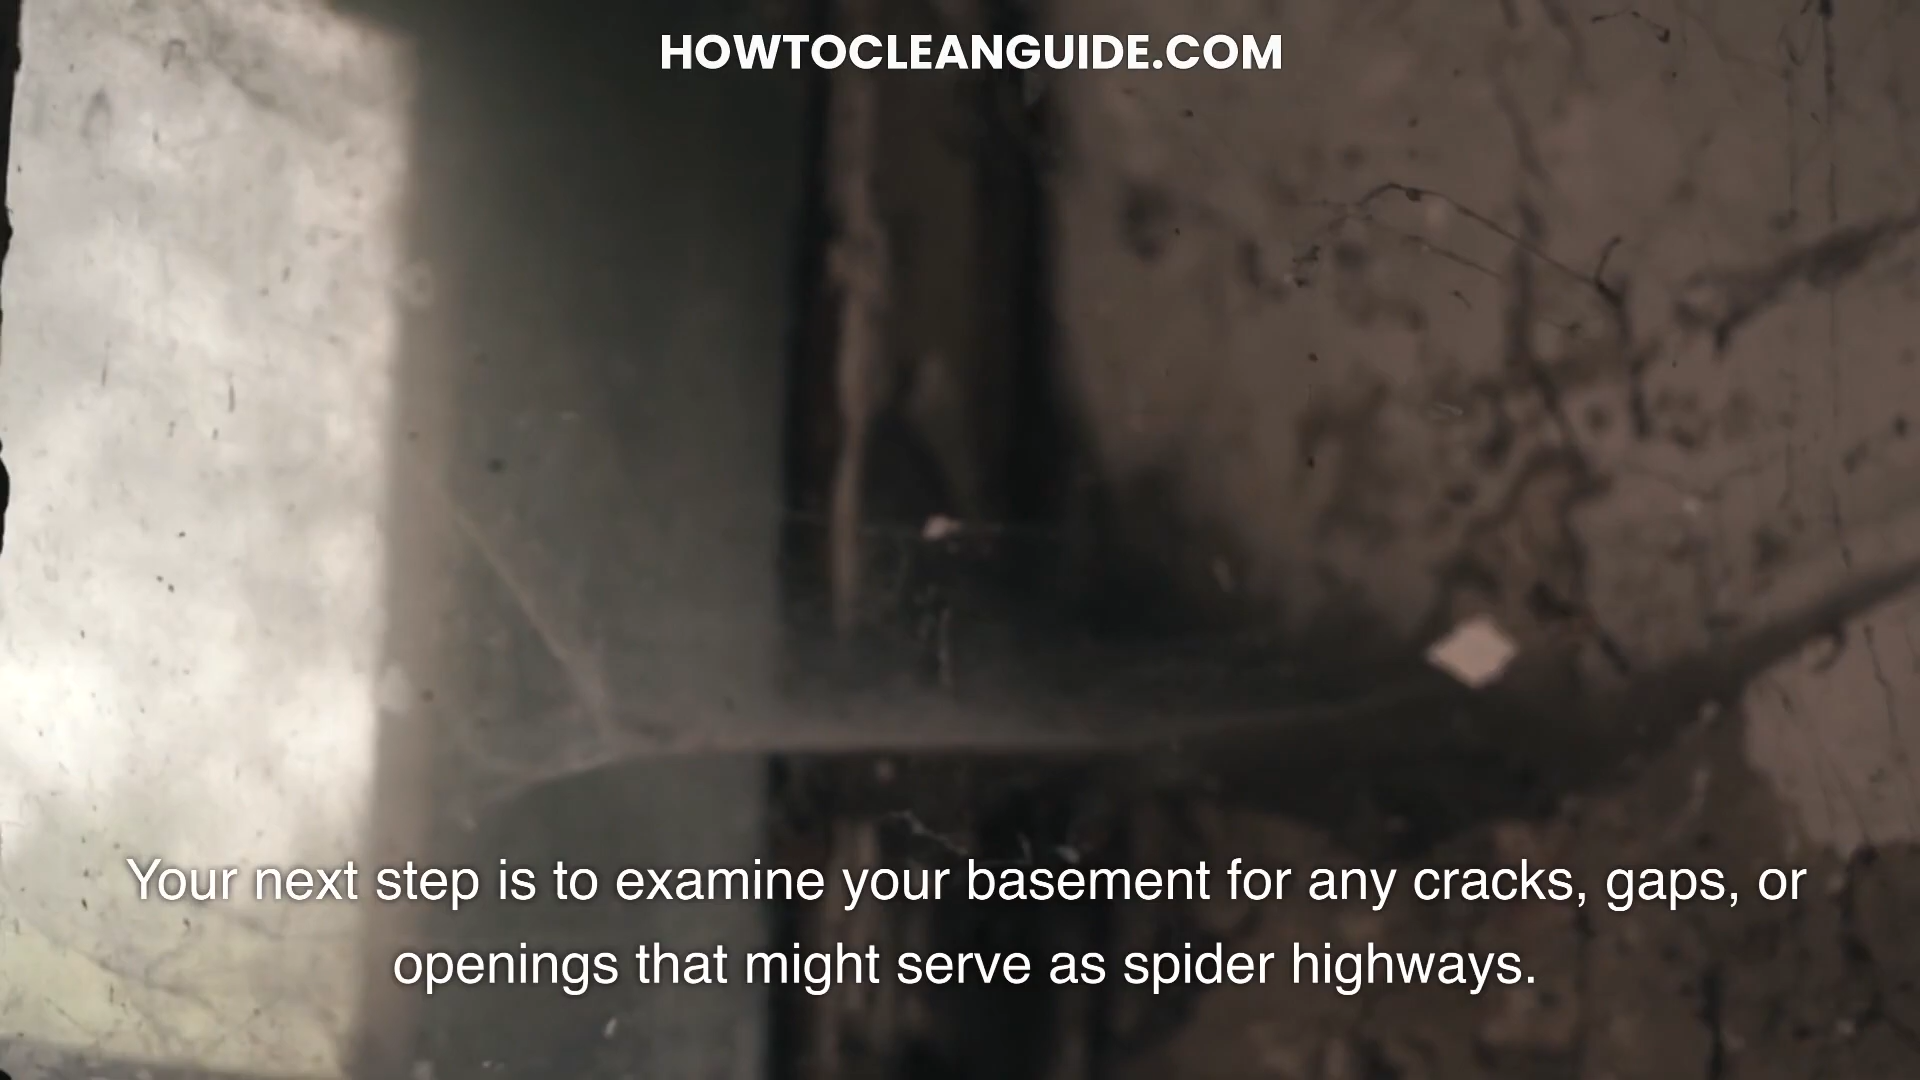 HOWTOCLEANGUIDE.COM
Your next step is to examine your basement for any cracks, gaps, or
openings that might serve as spider highways.